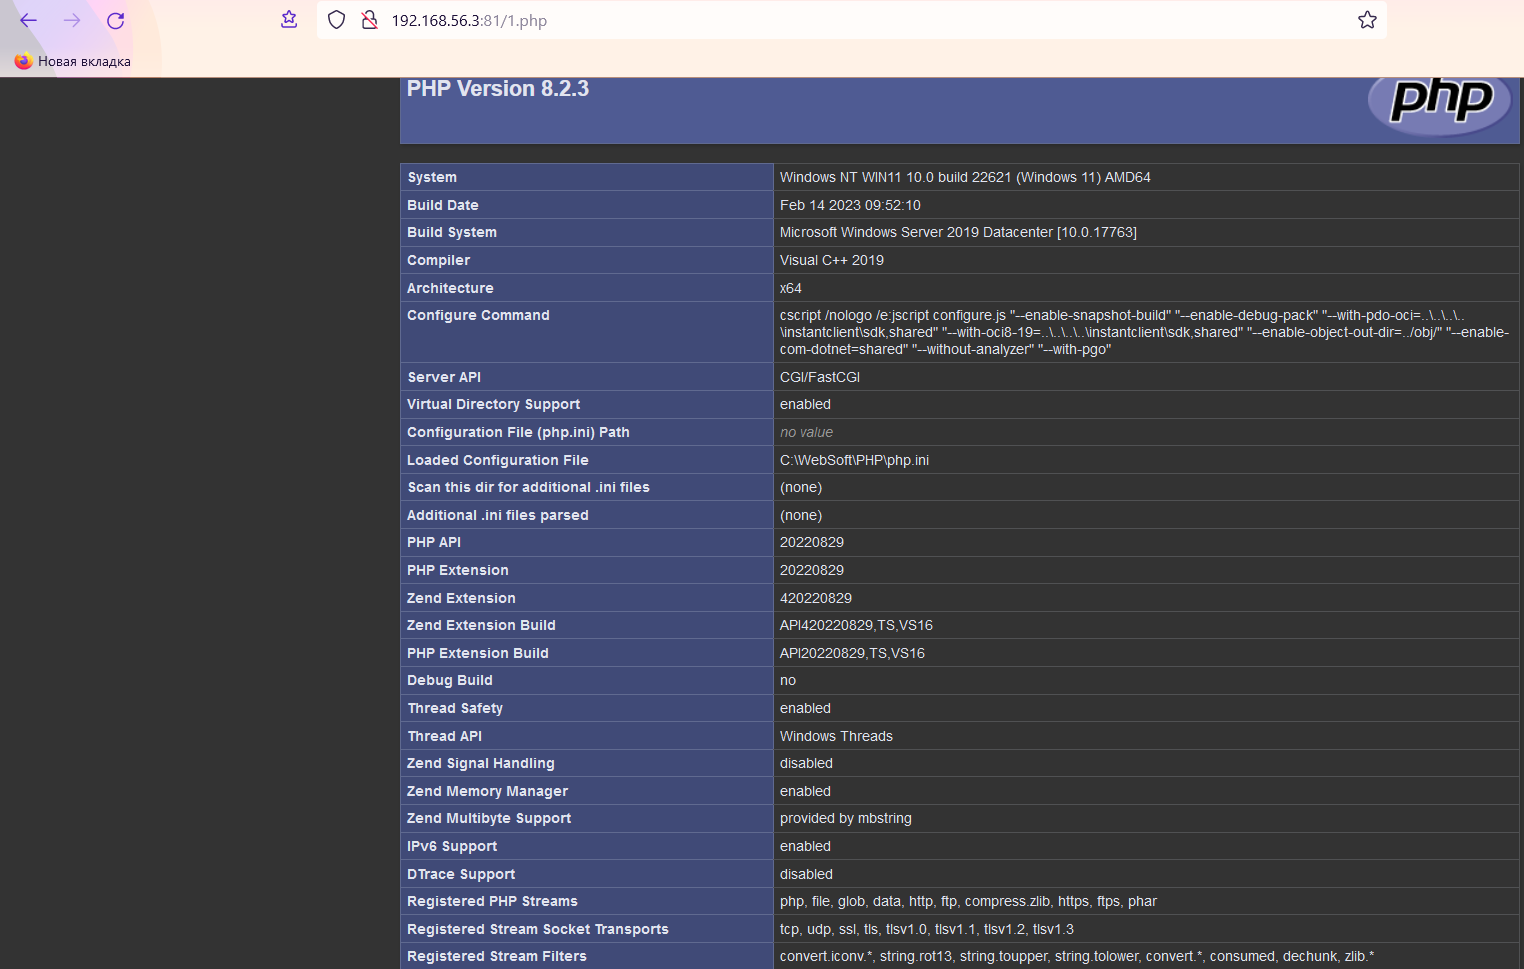 192.168.56.3:81/1.php
Новая вкладка
PHP Version 8.2.3
php
System Windows NT WIN11 10.0 build 22621 (Windows 11) AMD64
Build Date Feb 14 2023 09:52:10
Build System Microsoft Windows Server 2019 Datacenter [10.0.17763]
Compiler Visual C++ 2019
Architecture x64
Configure Command cscript /nologo /e:jscript configure.js "--enable-snapshot-build" "--enable-debug-pack" "--with-pdo-oci=..\..\..\..
\instantclient\sdk,shared" "--with-oci8-19=..\..\..\..\instantclient\sdk,shared" "--enable-object-out-dir=../obj/" "--enable-
com-dotnet=shared" "--without-analyzer" "--with-pgo"
Server API CGI/FastCGI
Virtual Directory Support enabled
Configuration File (php.ini) Path no value
Loaded Configuration File C:\WebSoft\PHP\php.ini
Scan this dir for additional .ini files (none)
Additional .ini files parsed (none)
PHP API 20220829
PHP Extension 20220829
Zend Extension 420220829
Zend Extension Build API420220829,TS,VS16
PHP Extension Build API20220829,TS,VS16
Debug Build no
Thread Safety enabled
Thread API Windows Threads
Zend Signal Handling disabled
Zend Memory Manager enabled
Zend Multibyte Support provided by mbstring
IPv6 Support enabled
DTrace Support disabled
Registered PHP Streams php, file, glob, data, http, ftp, compress.zlib, https, ftps, phar
Registered Stream Socket Transports tcp, udp, ssl, tls, tlsv1.0, tlsv1.1, tlsv1.2, tlsv1.3
Registered Stream Filters convert.iconv.*, string.rot13, string.toupper, string.tolower, convert.*, consumed, dechunk, zlib.*